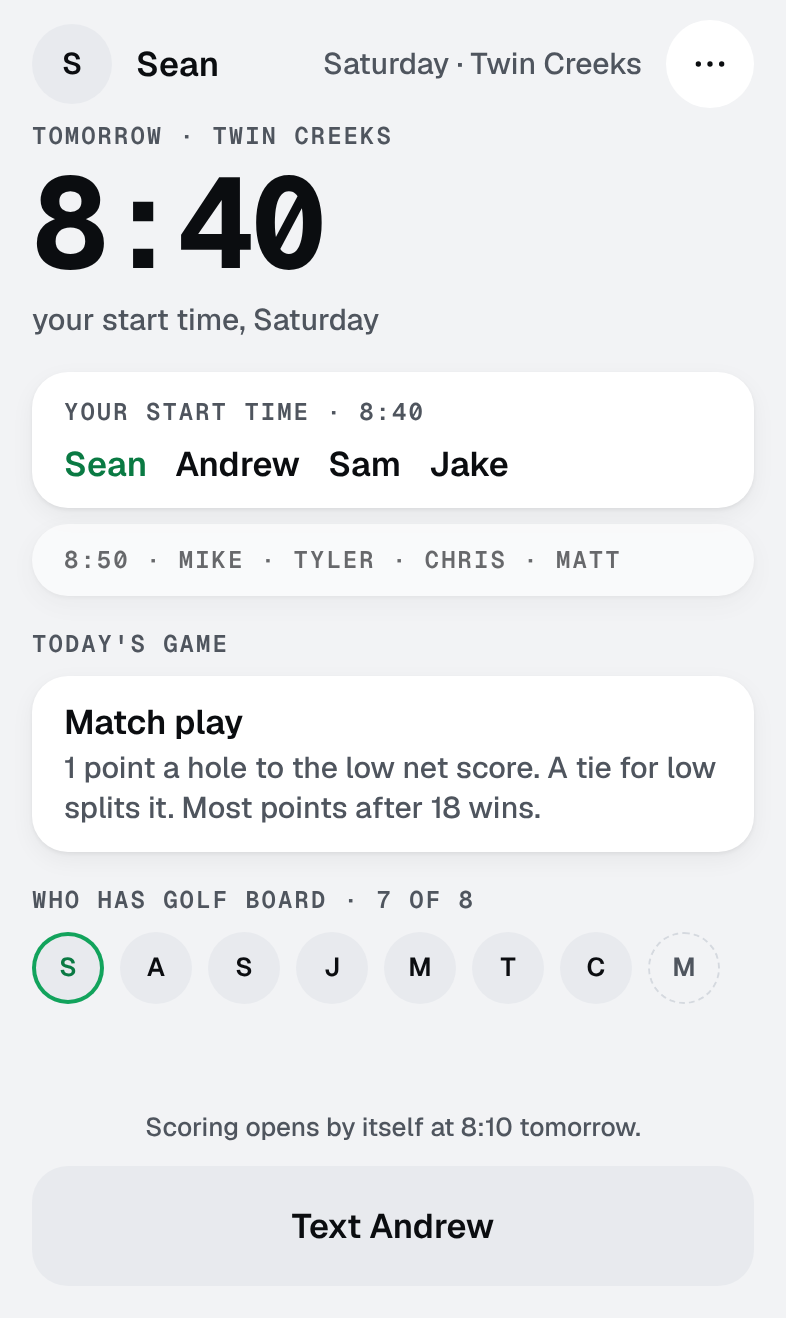 S Sean Saturday · Twin Creeks ...
TOMORROW · TWIN CREEKS
8:40
your start time, Saturday
YOUR START TIME · 8:40
Sean Andrew Sam Jake
8:50 · MIKE · TYLER · CHRIS · MATT
TODAY'S GAME
Match play
1 point a hole to the low net score. A tie for low
splits it. Most points after 18 wins.
WHO HAS GOLF BOARD · 7 OF 8
S A S J M T C M
Scoring opens by itself at 8:10 tomorrow.
Text Andrew